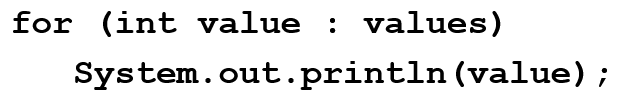 for (int value : values)
    System.out.println(value);